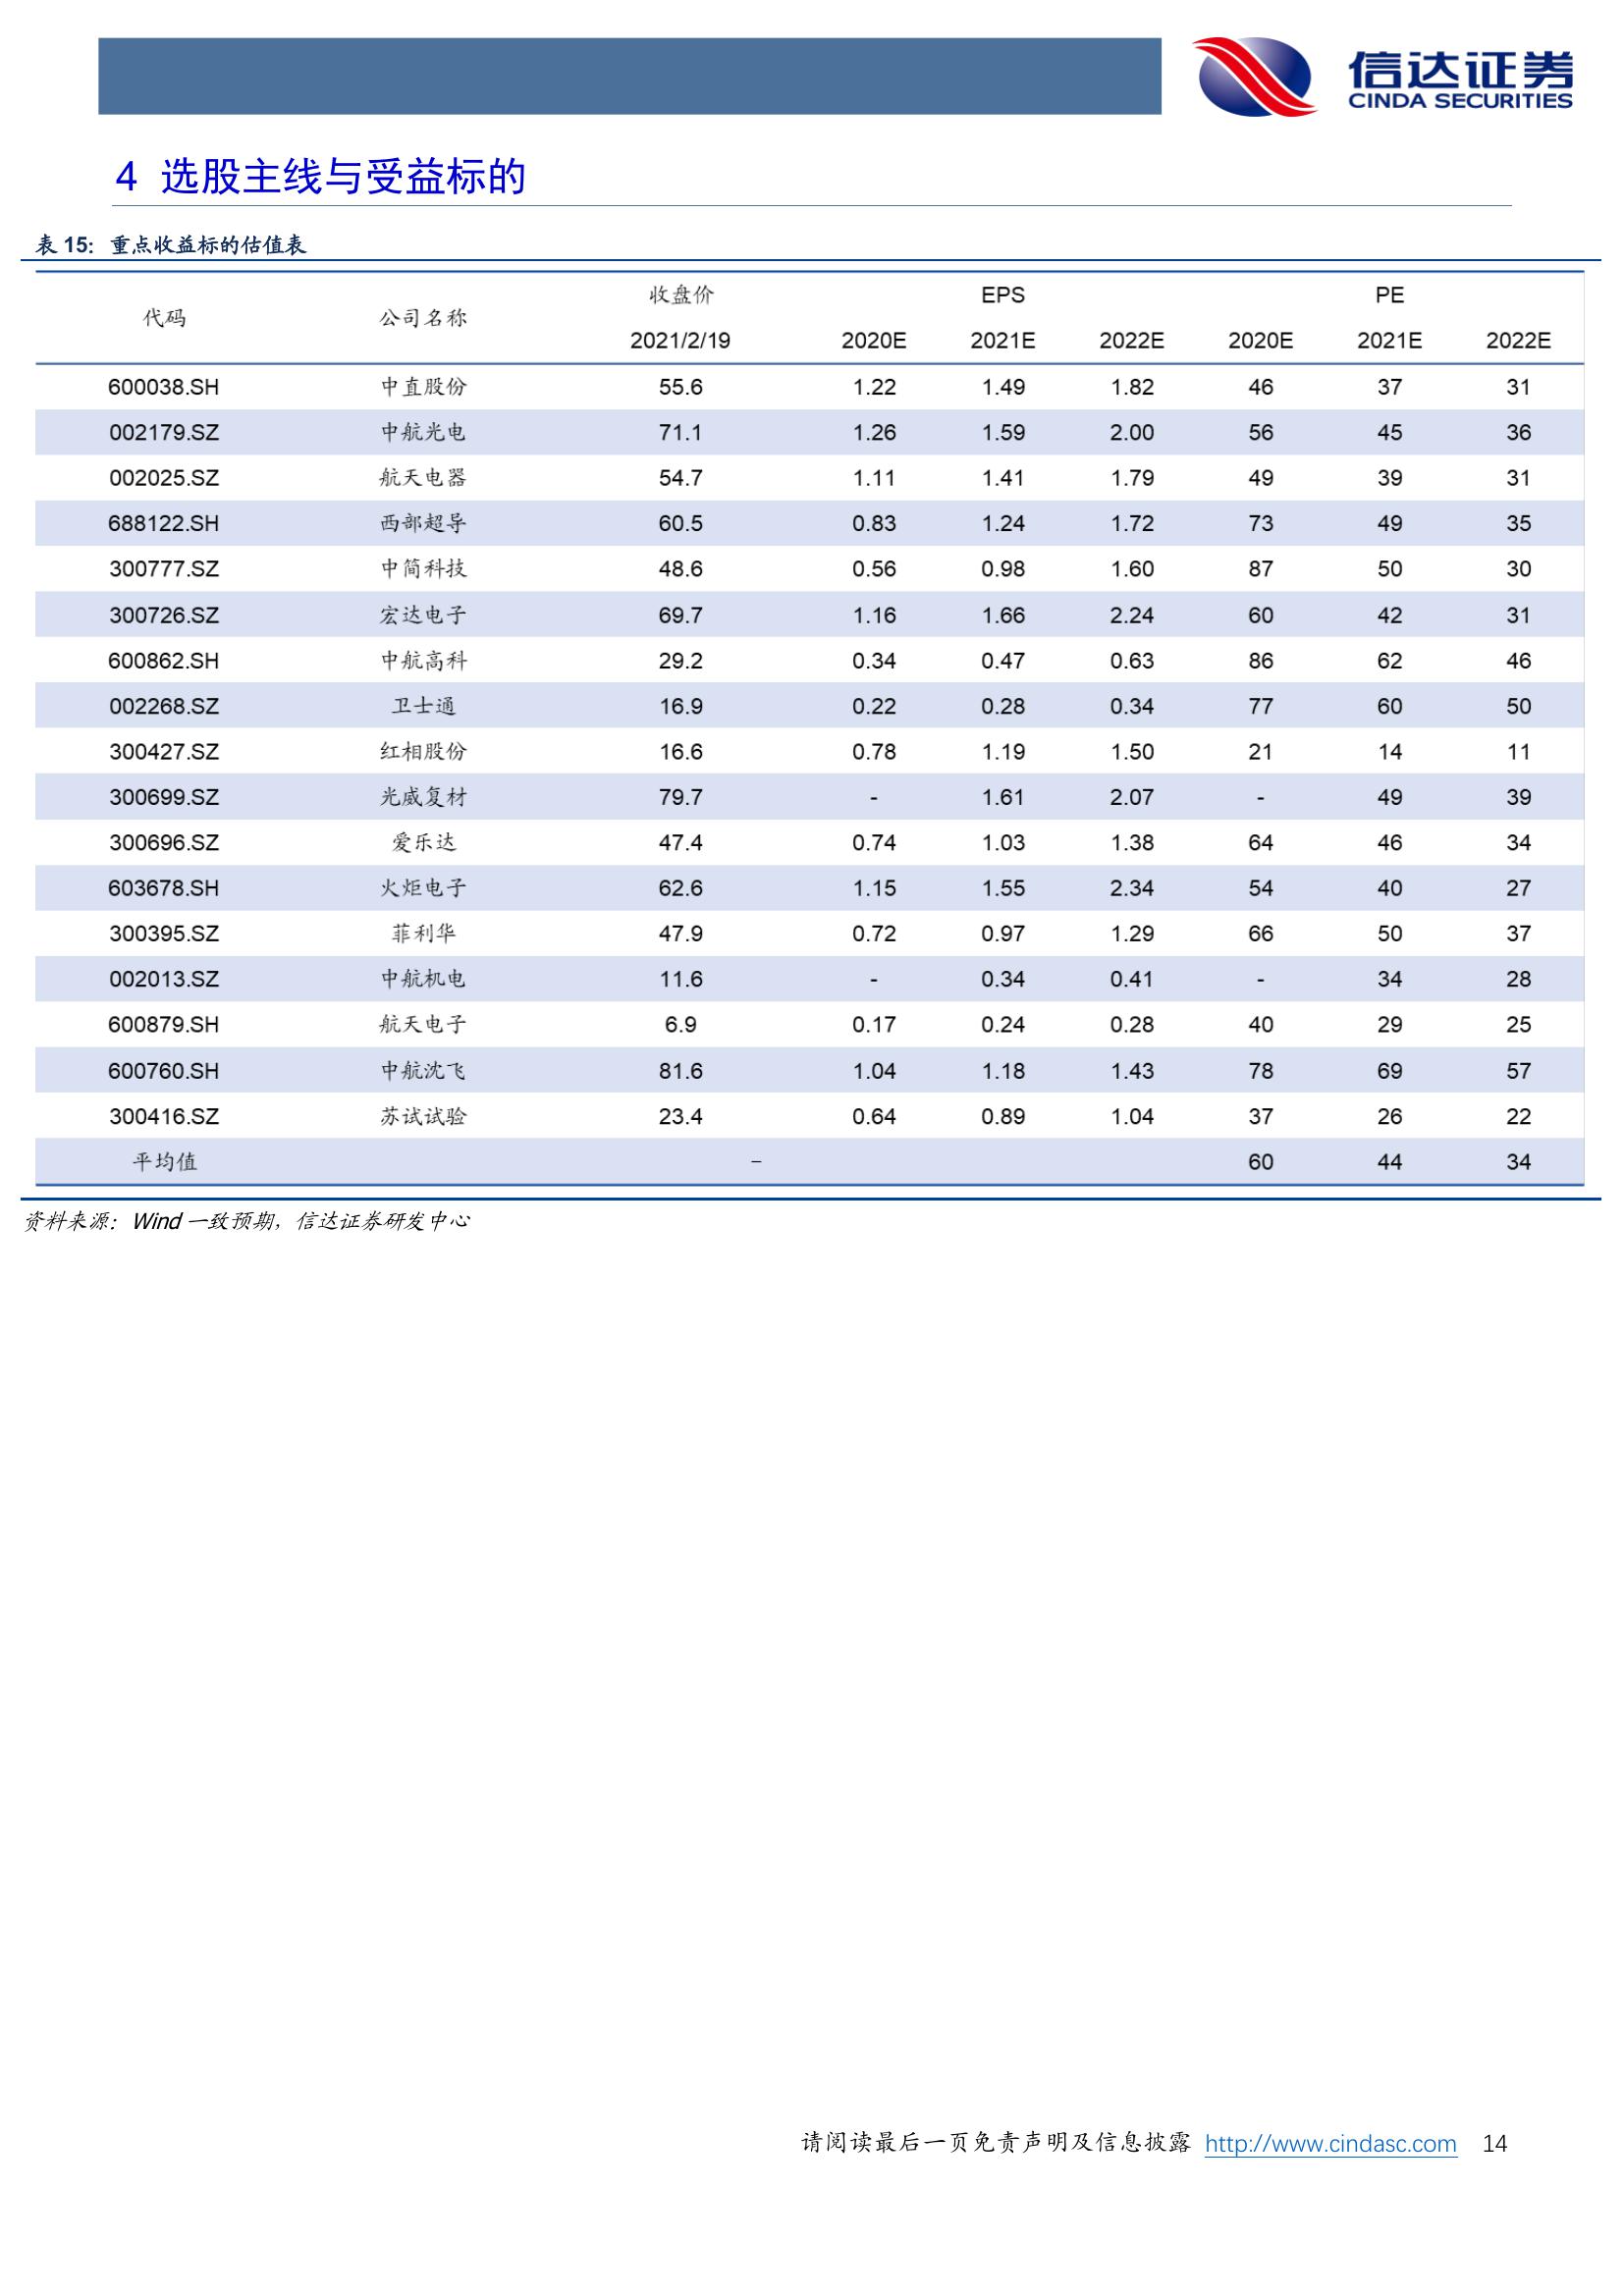 信达证券
CINDA SECURITIES
4 选股主线与受益标的
表 15: 重点收益标的估值表
代码 公司名称 收盘价 EPS PE
2021/2/19 2020E 2021E 2022E 2020E 2021E 2022E
600038.SH 中直股份 55.6 1.22 1.49 1.82 46 37 31
002179.SZ 中航光电 71.1 1.26 1.59 2.00 56 45 36
002025.SZ 航天电器 54.7 1.11 1.41 1.79 49 39 31
688122.SH 西部超导 60.5 0.83 1.24 1.72 73 49 35
300777.SZ 中简科技 48.6 0.56 0.98 1.60 87 50 30
300726.SZ 宏达电子 69.7 1.16 1.66 2.24 60 42 31
600862.SH 中航高科 29.2 0.34 0.47 0.63 86 62 46
002268.SZ 卫士通 16.9 0.22 0.28 0.34 77 60 50
300427.SZ 红相股份 16.6 0.78 1.19 1.50 21 14 11
300699.SZ 光威复材 79.7 - 1.61 2.07 - 49 39
300696.SZ 爱乐达 47.4 0.74 1.03 1.38 64 46 34
603678.SH 火炬电子 62.6 1.15 1.55 2.34 54 40 27
300395.SZ 菲利华 47.9 0.72 0.97 1.29 66 50 37
002013.SZ 中航机电 11.6 - 0.34 0.41 - 34 28
600879.SH 航天电子 6.9 0.17 0.24 0.28 40 29 25
600760.SH 中航沈飞 81.6 1.04 1.18 1.43 78 69 57
300416.SZ 苏试试验 23.4 0.64 0.89 1.04 37 26 22
平均值 – 60 44 34
资料来源: Wind 一致预期, 信达证券研发中心
请阅读最后一页免责声明及信息披露 http://www.cindasc.com 14